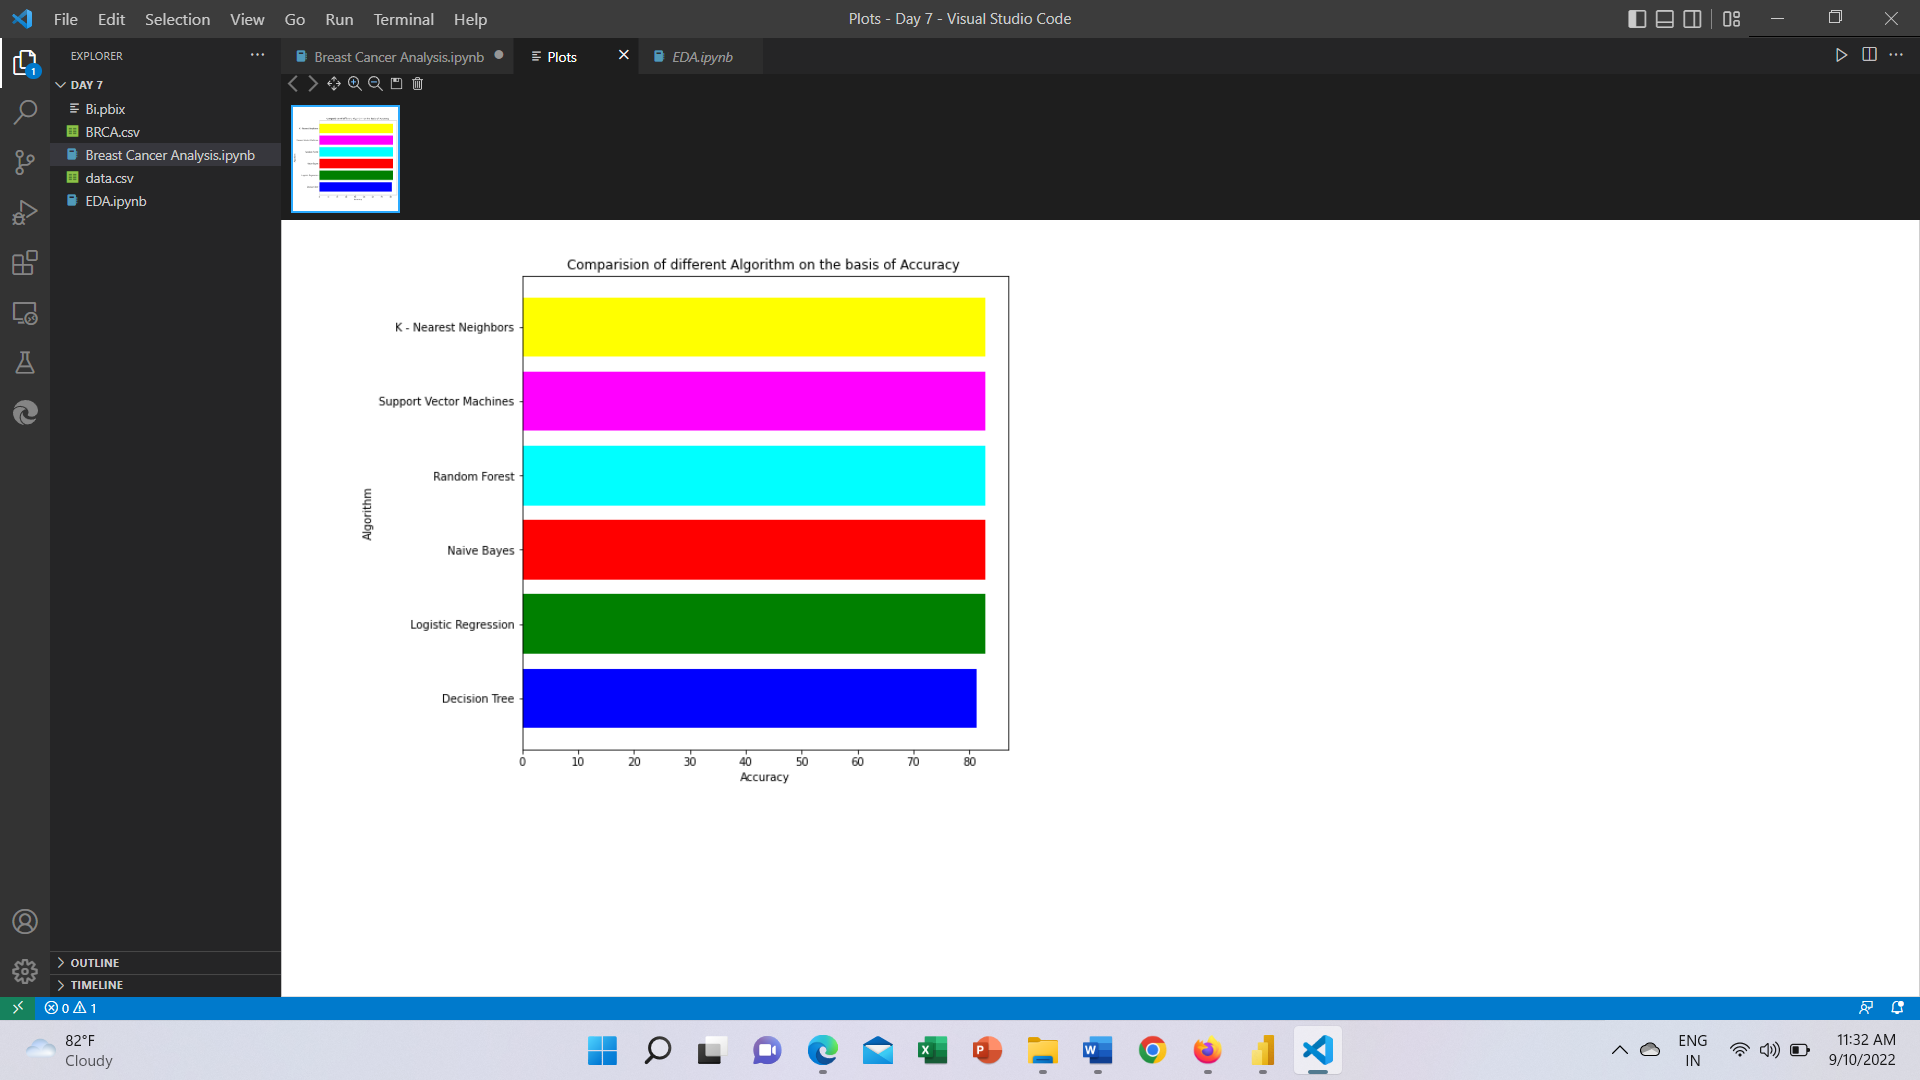 File Edit Selection View Go Run Terminal Help
Plots - Day 7 - Visual Studio Code
EXPLORER
Breast Cancer Analysis.ipynb
Plots
EDA.ipynb
DAY 7
Bi.pbix
BRCA.csv
Breast Cancer Analysis.ipynb
data.csv
EDA.ipynb
1
Comparision of different Algorithm on the basis of Accuracy
K - Nearest Neighbors
Support Vector Machines
Random Forest
Algorithm
Naive Bayes
Logistic Regression
Decision Tree
0 10 20 30 40 50 60 70 80
Accuracy
OUTLINE
TIMELINE
0 1
82°F
Cloudy
ENG
IN
11:32 AM
9/10/2022